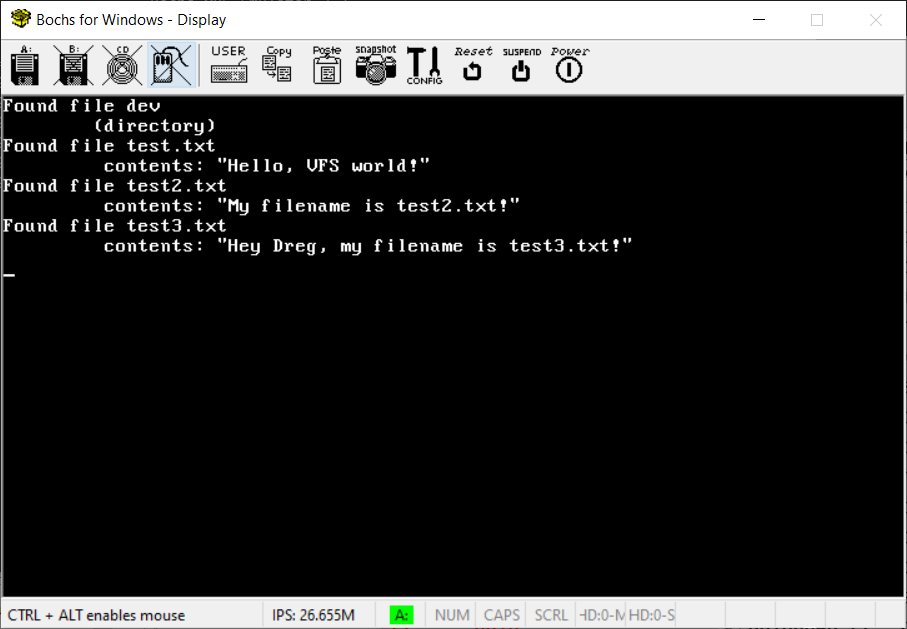 Bochs for Windows - Display
A: B: CD USER Copy Paste snapshot CONFIG Reset SUSPEND Power
Found file dev
(directory)
Found file test.txt
contents: "Hello, VFS world!"
Found file test2.txt
contents: "My filename is test2.txt!"
Found file test3.txt
contents: "Hey Dreg, my filename is test3.txt!"
CTRL + ALT enables mouse IPS: 26.655M A: NUM CAPS SCRL HD:0-M HD:0-S